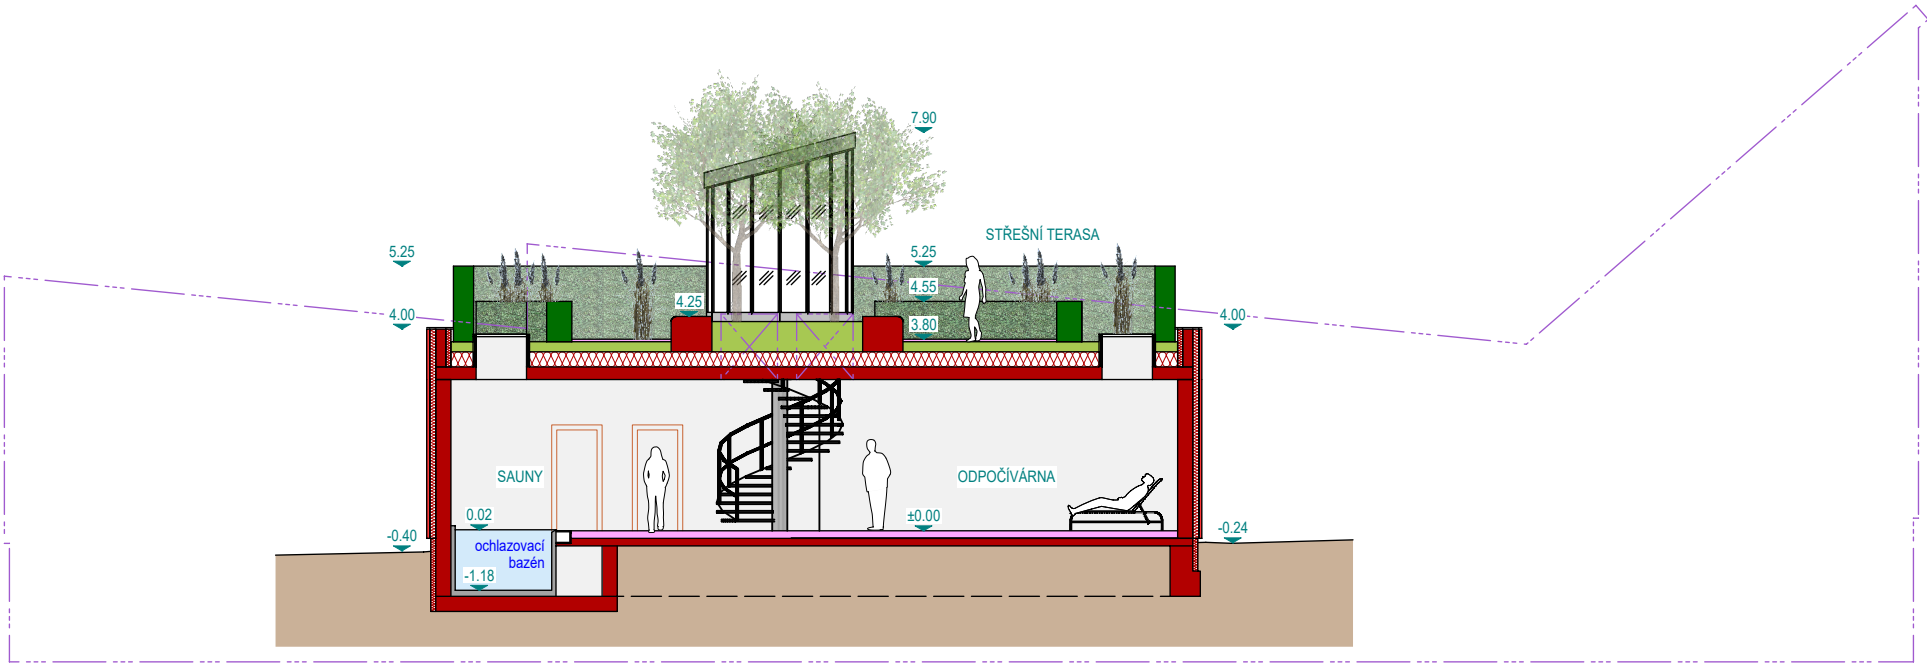 7.90
STŘEŠNÍ TERASA
5.25
5.25
4.55
4.25
4.00
3.80
4.00
SAUNY
ODPOČÍVÁRNA
0.02
±0.00
-0.40
-0.24
ochlazovací
bazén
-1.18